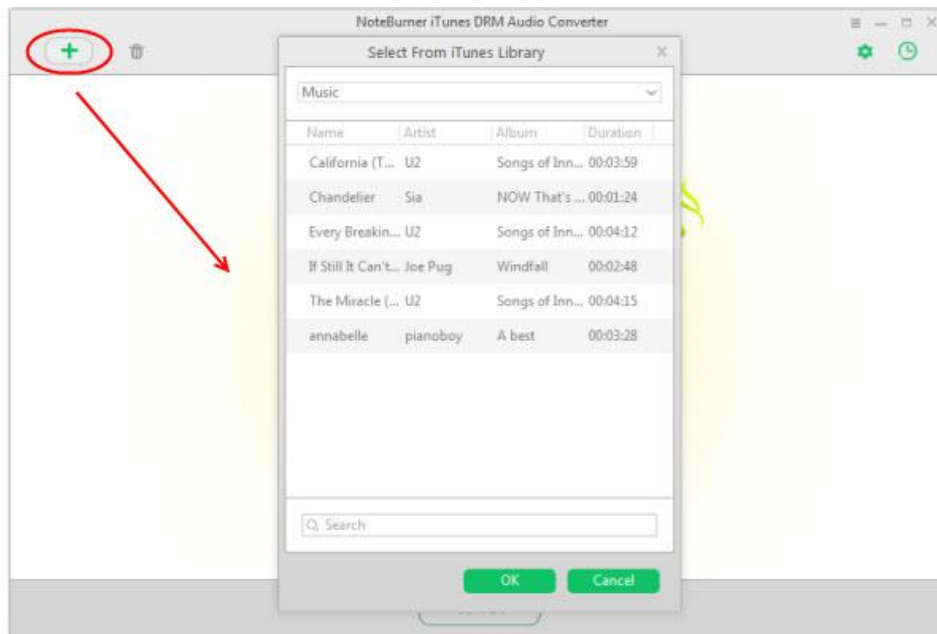 NoteBurner iTunes DRM Audio Converter
Select From iTunes Library
Music
Name Artist Album Duration
California (T... U2 Songs of Inn... 00:03:59
Chandelier Sia NOW That's ... 00:01:24
Every Breakin... U2 Songs of Inn... 00:04:12
If Still It Can't... Joe Pug Windfall 00:02:48
The Miracle (... U2 Songs of Inn... 00:04:15
annabelle pianoboy A best 00:03:28
Search
OK Cancel